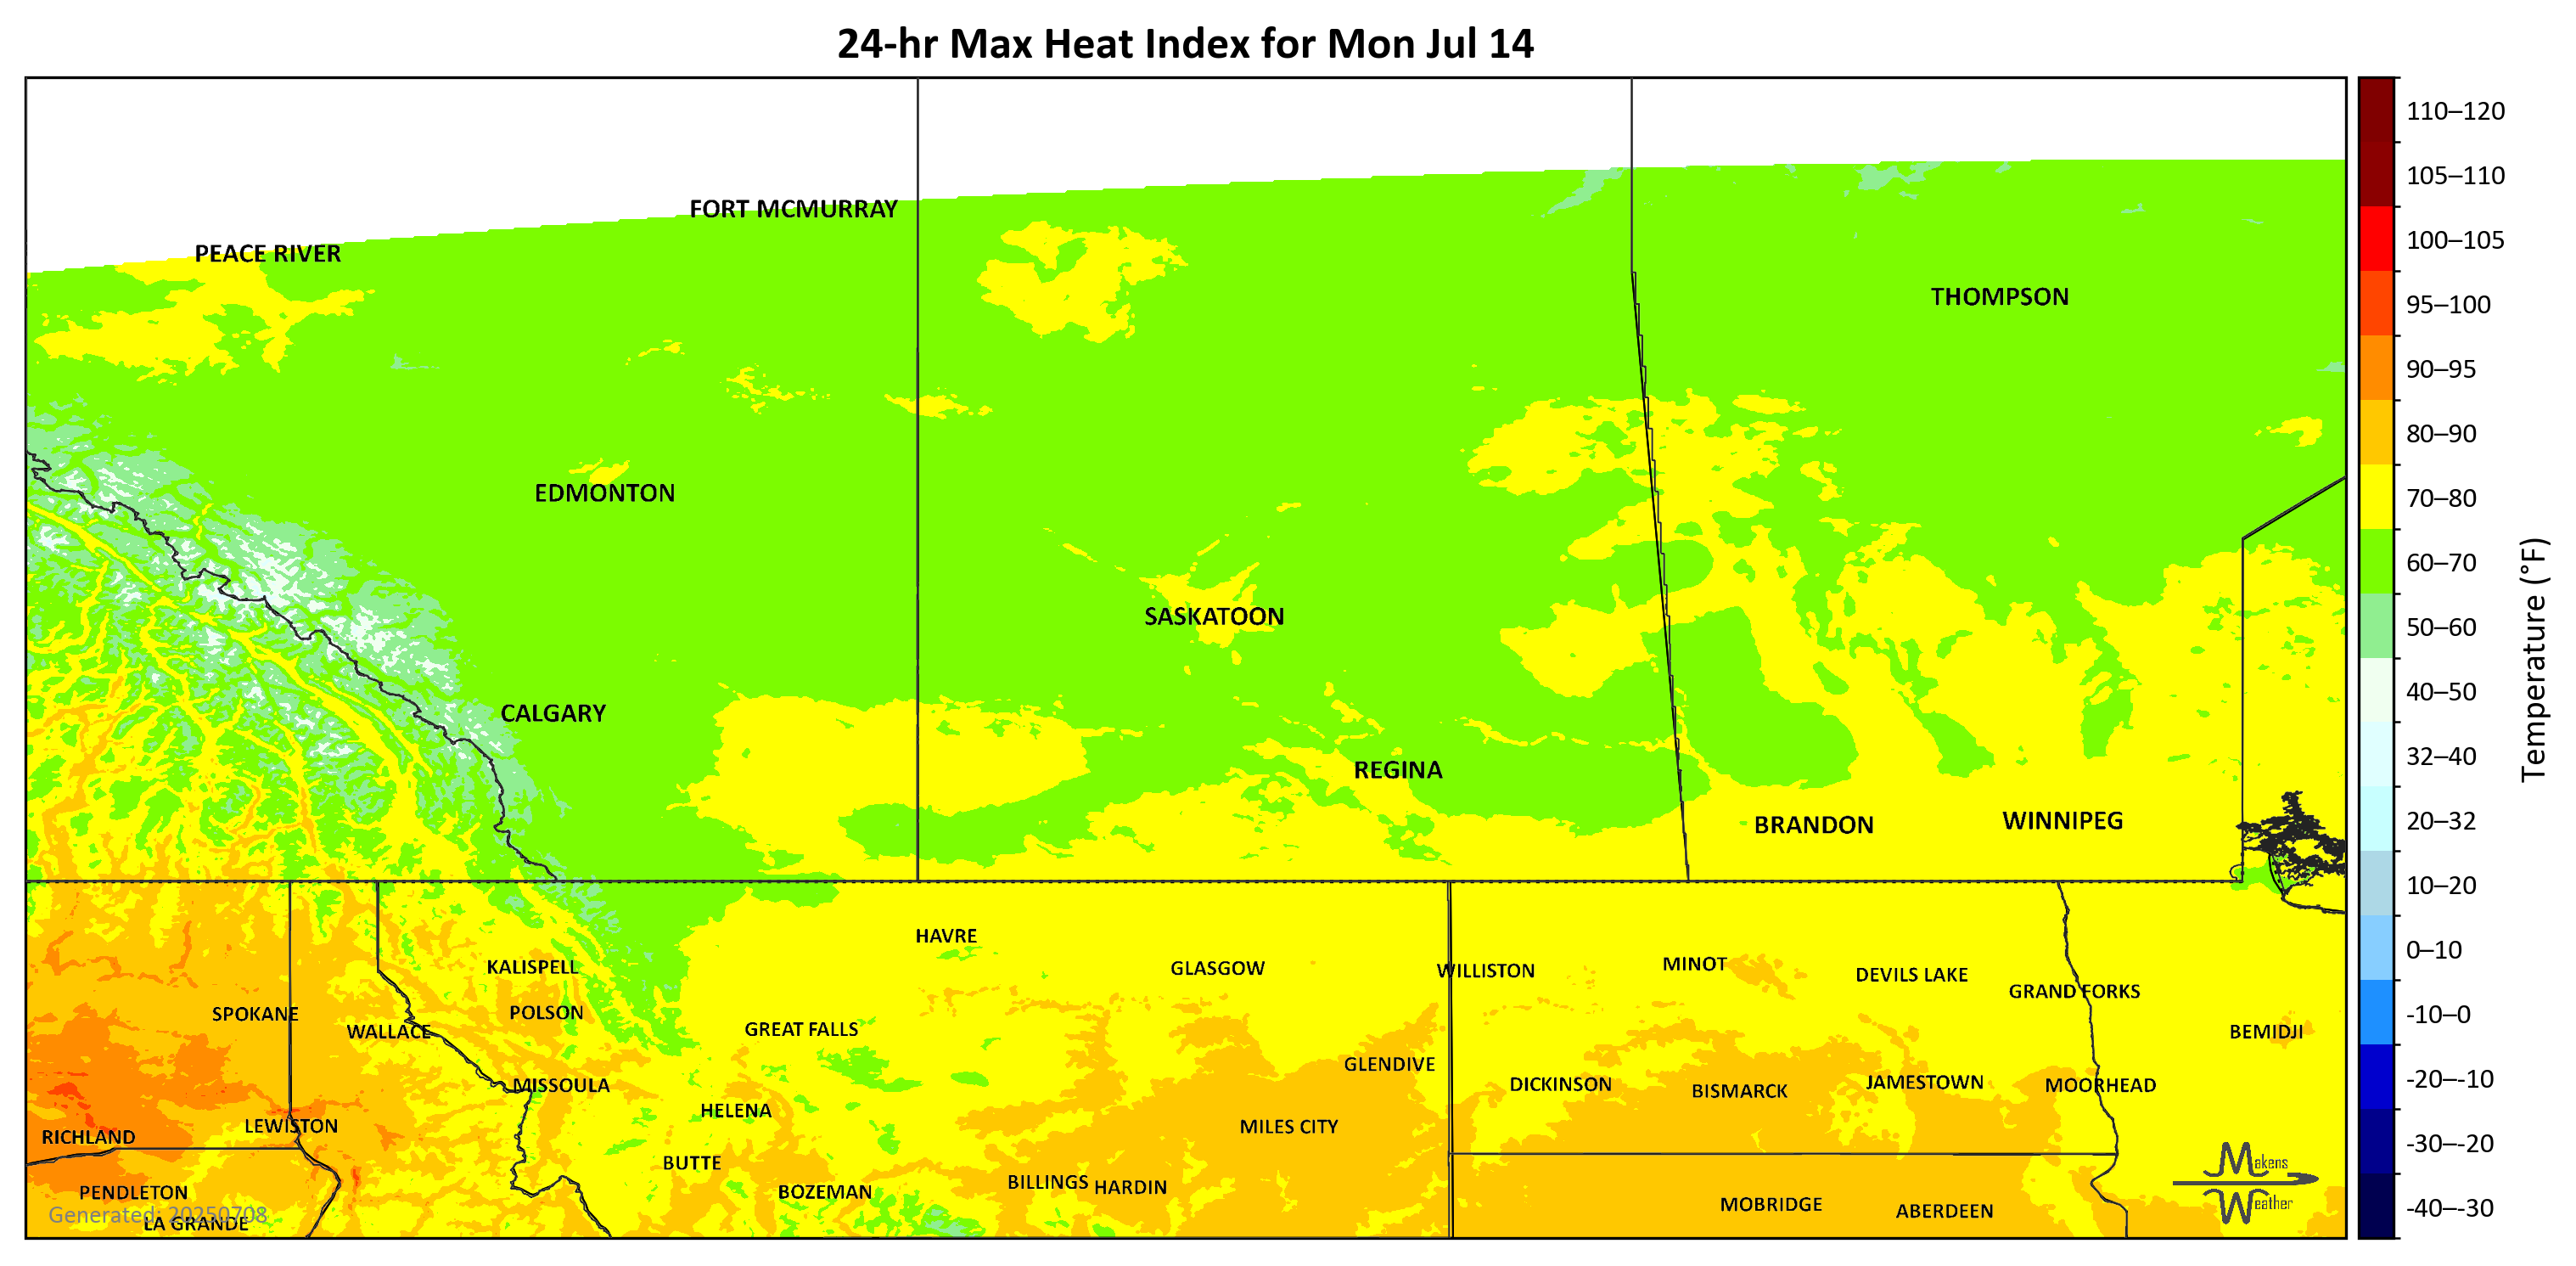 24-hr Max Heat Index for Mon Jul 14
110–120
105–110
100–105
95–100
90–95
80–90
70–80
60–70
50–60
40–50
32–40
20–32
10–20
0–10
-10–0
-20–-10
-30–-20
-40–-30
Temperature (°F)
FORT MCMURRAY
PEACE RIVER
THOMPSON
EDMONTON
SASKATOON
CALGARY
REGINA
BRANDON
WINNIPEG
HAVRE
KALISPELL
GLASGOW
WILLISTON
MINOT
DEVILS LAKE
GRAND FORKS
SPOKANE
POLSON
WALLACE
GREAT FALLS
BEMIDJI
GLENDIVE
MISSOULA
DICKINSON
BISMARCK
JAMESTOWN
MOORHEAD
HELENA
LEWISTON
MILES CITY
RICHLAND
BUTTE
BILLINGS
HARDIN
PENDLETON
BOZEMAN
MOBRIDGE
ABERDEEN
LA GRANDE
Generated: 20250708
Makens
Weather